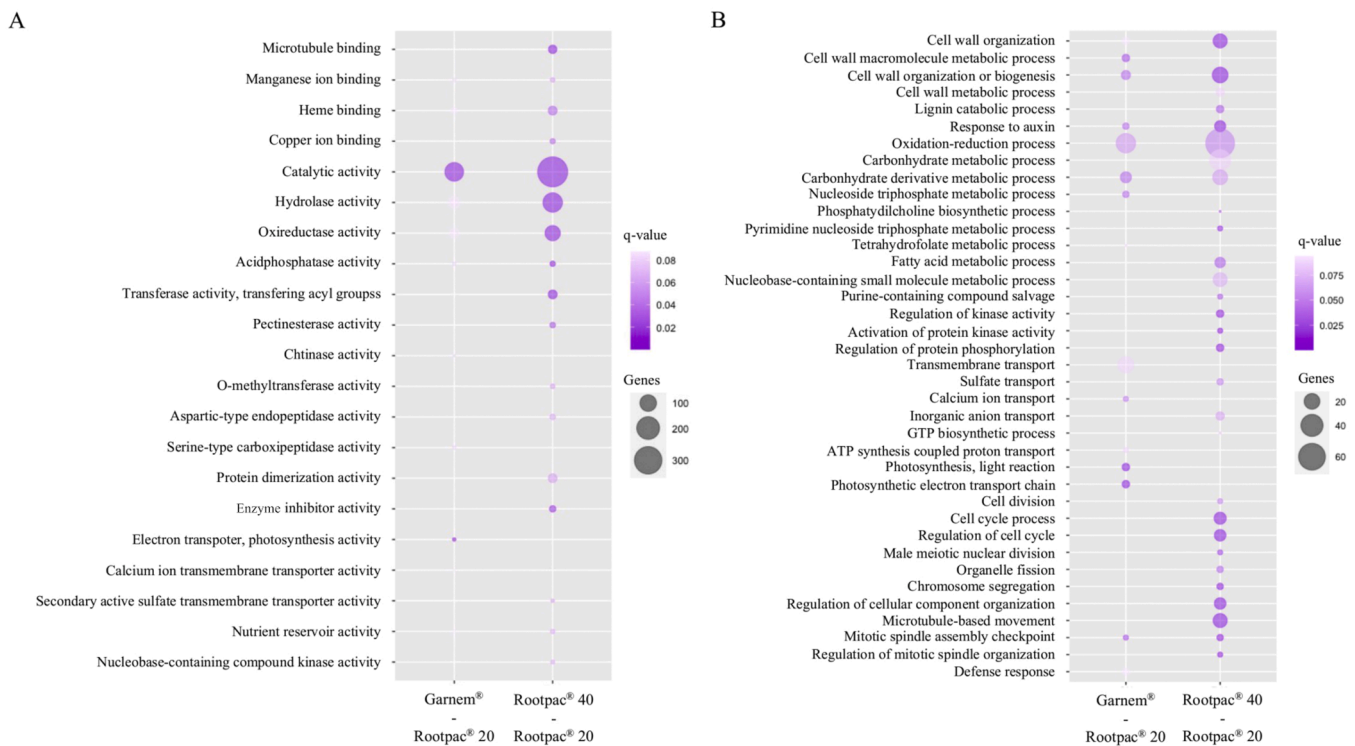 A
Microtubule binding
Manganese ion binding
Heme binding
Copper ion binding
Catalytic activity
Hydrolase activity
Oxireductase activity
Acidphosphatase activity
Transferase activity, transfering acyl groupss
Pectinesterase activity
Chtinase activity
O-methyltransferase activity
Aspartic-type endopeptidase activity
Serine-type carboxipeptidase activity
Protein dimerization activity
Enzyme inhibitor activity
Electron transpoter, photosynthesis activity
Calcium ion transmembrane transporter activity
Secondary active sulfate transmembrane transporter activity
Nutrient reservoir activity
Nucleobase-containing compound kinase activity
Garnem® Rootpac® 40
- -
Rootpac® 20 Rootpac® 20
q-value
0.08
0.06
0.04
0.02
Genes
100
200
300
B
Cell wall organization
Cell wall macromolecule metabolic process
Cell wall organization or biogenesis
Cell wall metabolic process
Lignin catabolic process
Response to auxin
Oxidation-reduction process
Carbonhydrate metabolic process
Carbonhydrate derivative metabolic process
Nucleoside triphosphate metabolic process
Phosphatydilcholine biosynthetic process
Pyrimidine nucleoside triphosphate metabolic process
Tetrahydrofolate metabolic process
Fatty acid metabolic process
Nucleobase-containing small molecule metabolic process
Purine-containing compound salvage
Regulation of kinase activity
Activation of protein kinase activity
Regulation of protein phosphorylation
Transmembrane transport
Sulfate transport
Calcium ion transport
Inorganic anion transport
GTP biosynthetic process
ATP synthesis coupled proton transport
Photosynthesis, light reaction
Photosynthetic electron transport chain
Cell division
Cell cycle process
Regulation of cell cycle
Male meiotic nuclear division
Organelle fission
Chromosome segregation
Regulation of cellular component organization
Microtubule-based movement
Mitotic spindle assembly checkpoint
Regulation of mitotic spindle organization
Defense response
Garnem® Rootpac® 40
- -
Rootpac® 20 Rootpac® 20
q-value
0.075
0.050
0.025
Genes
20
40
60